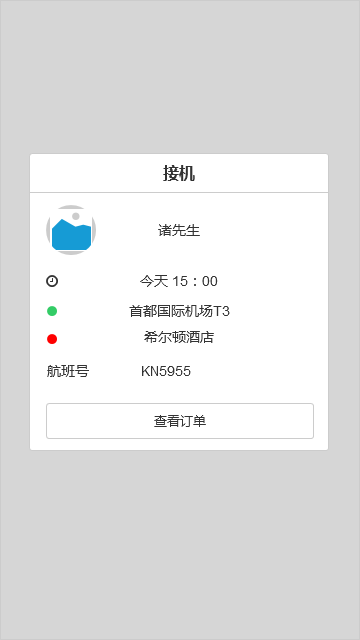 接机
诸先生
今天 15：00
首都国际机场T3
希尔顿酒店
航班号 KN5955
查看订单